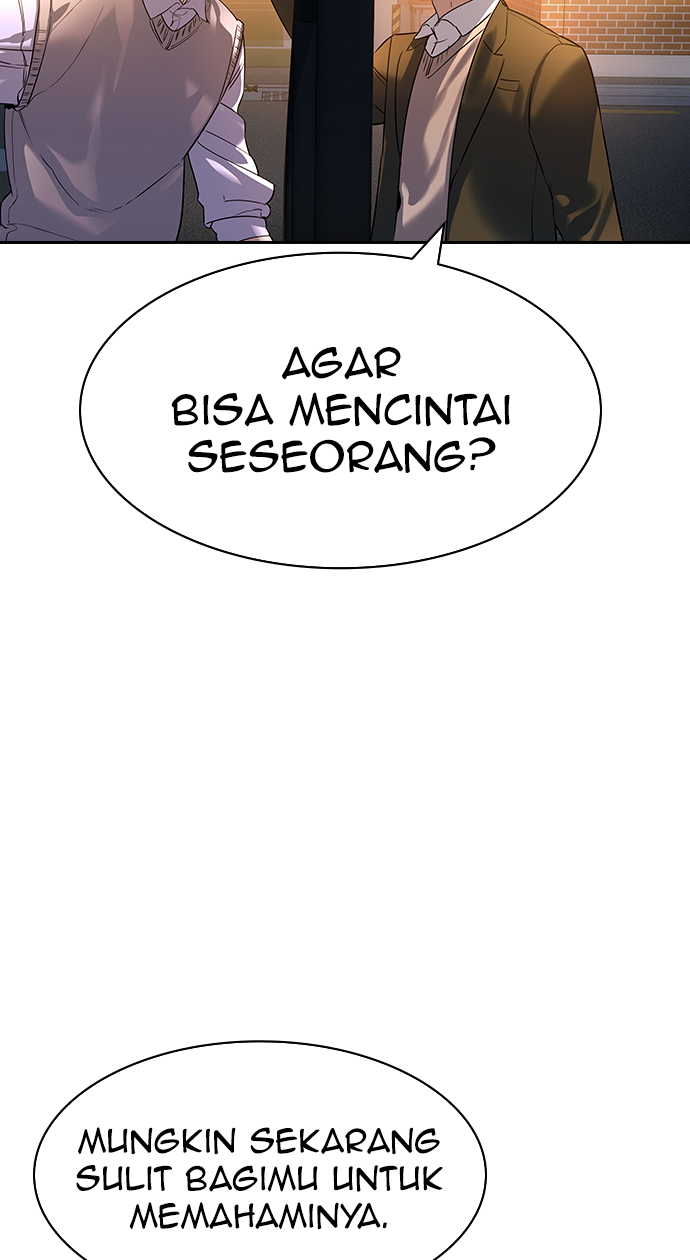 AGAR
BISA MENCINTAI
SESEORANG?
MUNGKIN SEKARANG
SULIT BAGIMU UNTUK
MEMAHAMINYA.